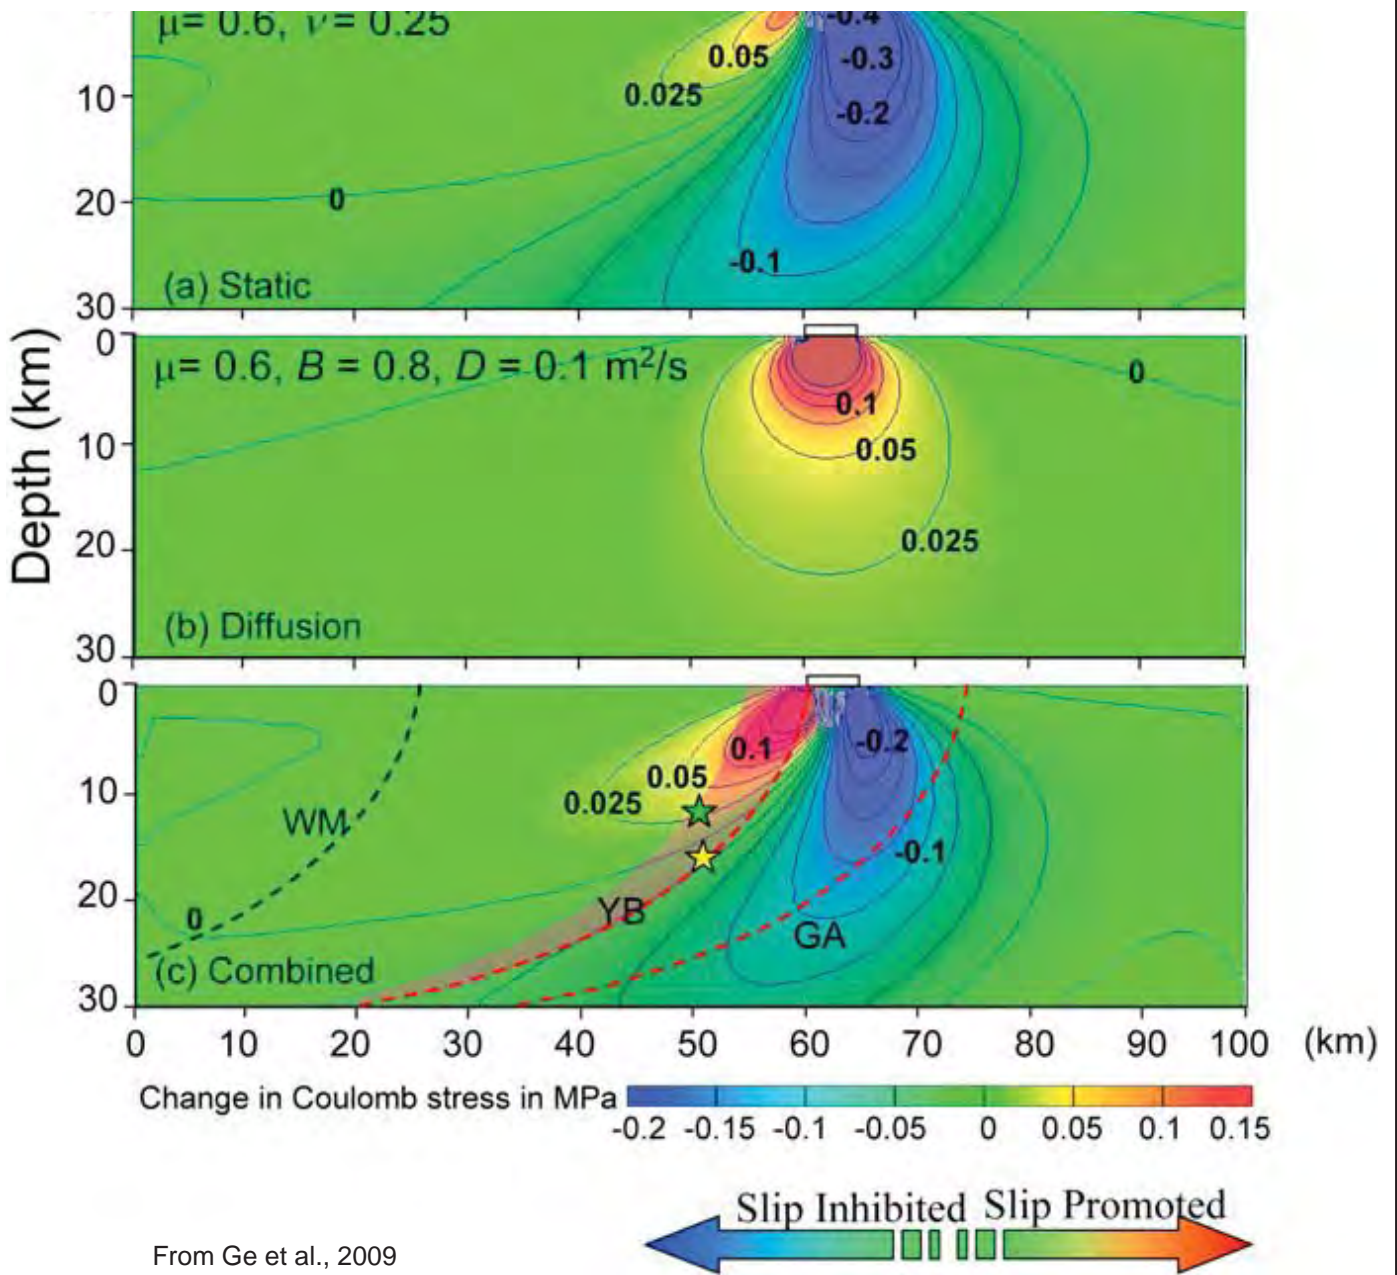 μ= 0.6, ν= 0.25
-0.4
0.05
-0.3
0.025
10
-0.2
20
0
-0.1
(a) Static
30
Depth (km)
0
μ= 0.6, B = 0.8, D = 0.1 m²/s
0
0.1
10
0.05
20
0.025
(b) Diffusion
30
0
0.1
-0.2
0.05
10
0.025
WM
-0.1
20
0
YB
GA
(c) Combined
30
0 10 20 30 40 50 60 70 80 90 100 (km)
Change in Coulomb stress in MPa
-0.2 -0.15 -0.1 -0.05 0 0.05 0.1 0.15
Slip Inhibited Slip Promoted
From Ge et al., 2009